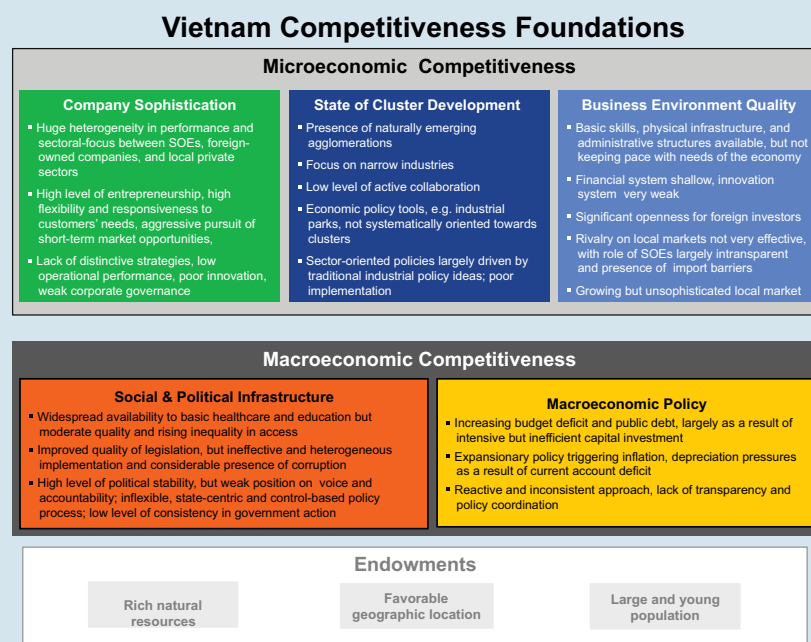 Vietnam Competitiveness Foundations
Microeconomic Competitiveness
Company Sophistication
▪ Huge heterogeneity in performance and
sectoral-focus between SOEs, foreign-
owned companies, and local private
sectors
▪ High level of entrepreneurship, high
flexibility and responsiveness to
customers' needs, aggressive pursuit of
short-term market opportunities,
▪ Lack of distinctive strategies, low
operational performance, poor innovation,
weak corporate governance
State of Cluster Development
▪ Presence of naturally emerging
agglomerations
▪ Focus on narrow industries
▪ Low level of active collaboration
▪ Economic policy tools, e.g. industrial
parks, not systematically oriented towards
clusters
▪ Sector-oriented policies largely driven by
traditional industrial policy ideas; poor
implementation
Business Environment Quality
▪ Basic skills, physical infrastructure, and
administrative structures available, but not
keeping pace with needs of the economy
▪ Financial system shallow, innovation
system very weak
▪ Significant openness for foreign investors
▪ Rivalry on local markets not very effective,
with role of SOEs largely intransparent
and presence of import barriers
▪ Growing but unsophisticated local market
Macroeconomic Competitiveness
Social & Political Infrastructure
▪ Widespread availability to basic healthcare and education but
moderate quality and rising inequality in access
▪ Improved quality of legislation, but ineffective and heterogeneous
implementation and considerable presence of corruption
▪ High level of political stability, but weak position on voice and
accountability; inflexible, state-centric and control-based policy
process; low level of consistency in government action
Macroeconomic Policy
▪ Increasing budget deficit and public debt, largely as a result of
intensive but inefficient capital investment
▪ Expansionary policy triggering inflation, depreciation pressures
as a result of current account deficit
▪ Reactive and inconsistent approach, lack of transparency and
policy coordination
Endowments
Rich natural
resources
Favorable
geographic location
Large and young
population